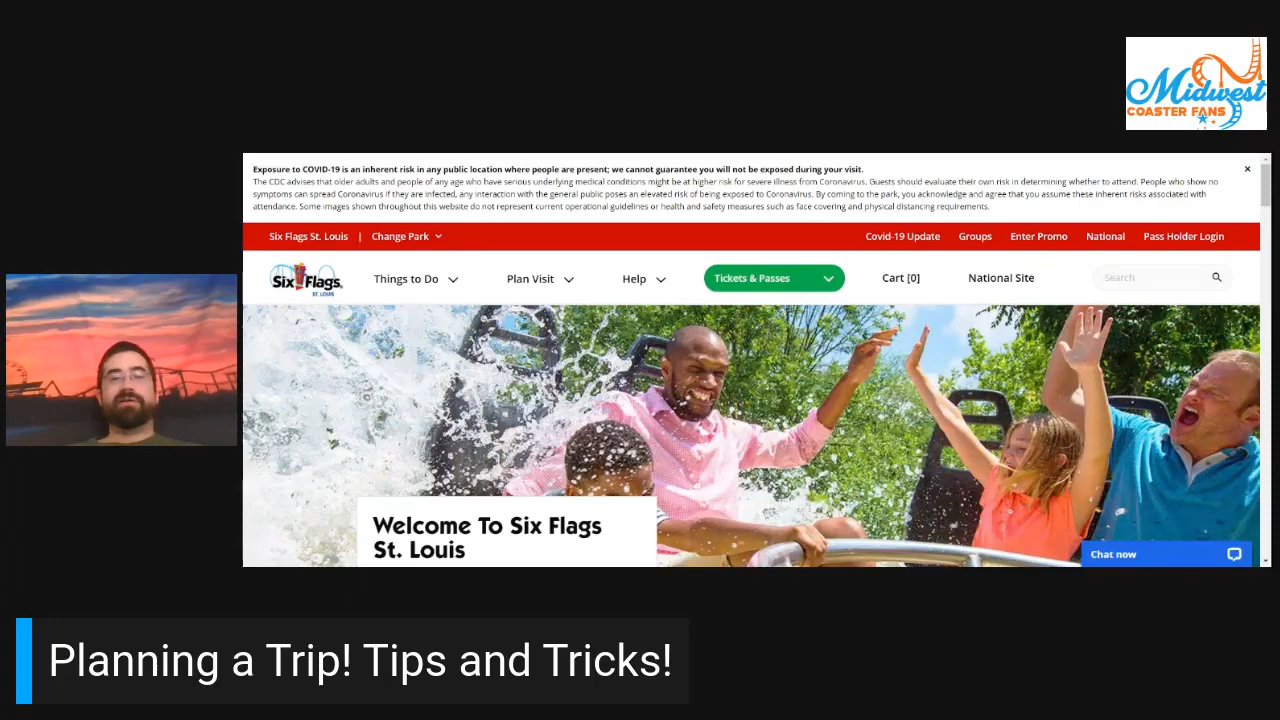 Midwest
COASTER FANS
Exposure to COVID-19 is an inherent risk in any public location where people are present; we cannot guarantee you will not be exposed during your visit.
The CDC advises that older adults and people of any age who have serious underlying medical conditions might be at higher risk for severe illness from Coronavirus. Guests should evaluate their own risk in determining whether to attend. People who show no
symptoms can spread Coronavirus if they are infected, any interaction with the general public poses an elevated risk of being exposed to Coronavirus. By coming to the park, you acknowledge and agree that you assume these inherent risks associated with
attendance. Some images shown throughout this website do not represent current operational guidelines or health and safety measures such as face covering and physical distancing requirements.
Six Flags St. Louis | Change Park Covid-19 Update Groups Enter Promo National Pass Holder Login
Six Flags
ST. LOUIS
Things to Do Plan Visit Help Tickets & Passes Cart [0] National Site Search
Welcome To Six Flags
St. Louis
Chat now
Planning a Trip! Tips and Tricks!